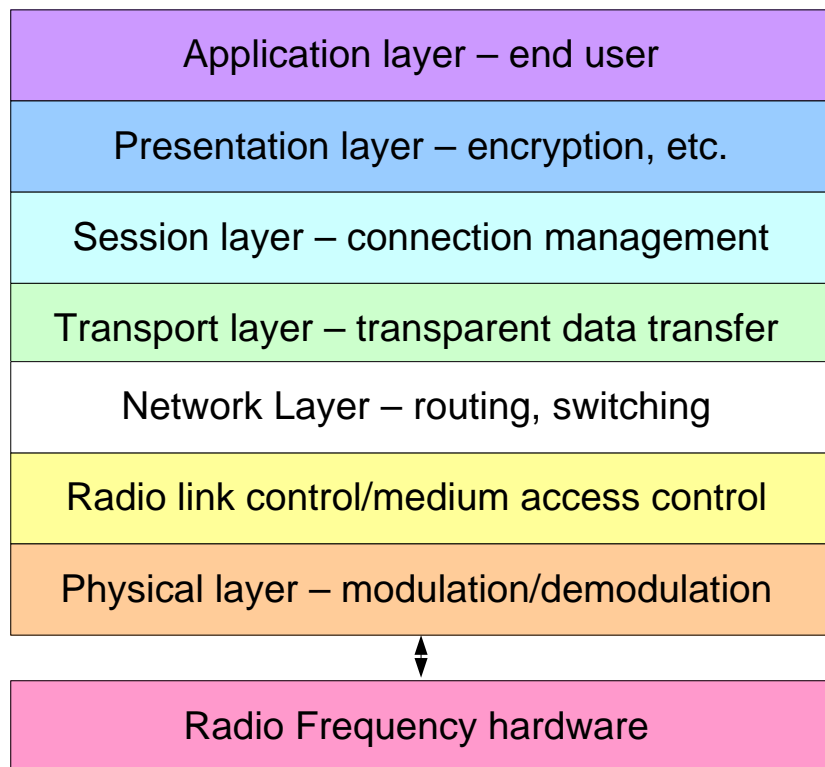 Application layer – end user
Presentation layer – encryption, etc.
Session layer – connection management
Transport layer – transparent data transfer
Network Layer – routing, switching
Radio link control/medium access control
Physical layer – modulation/demodulation
Radio Frequency hardware